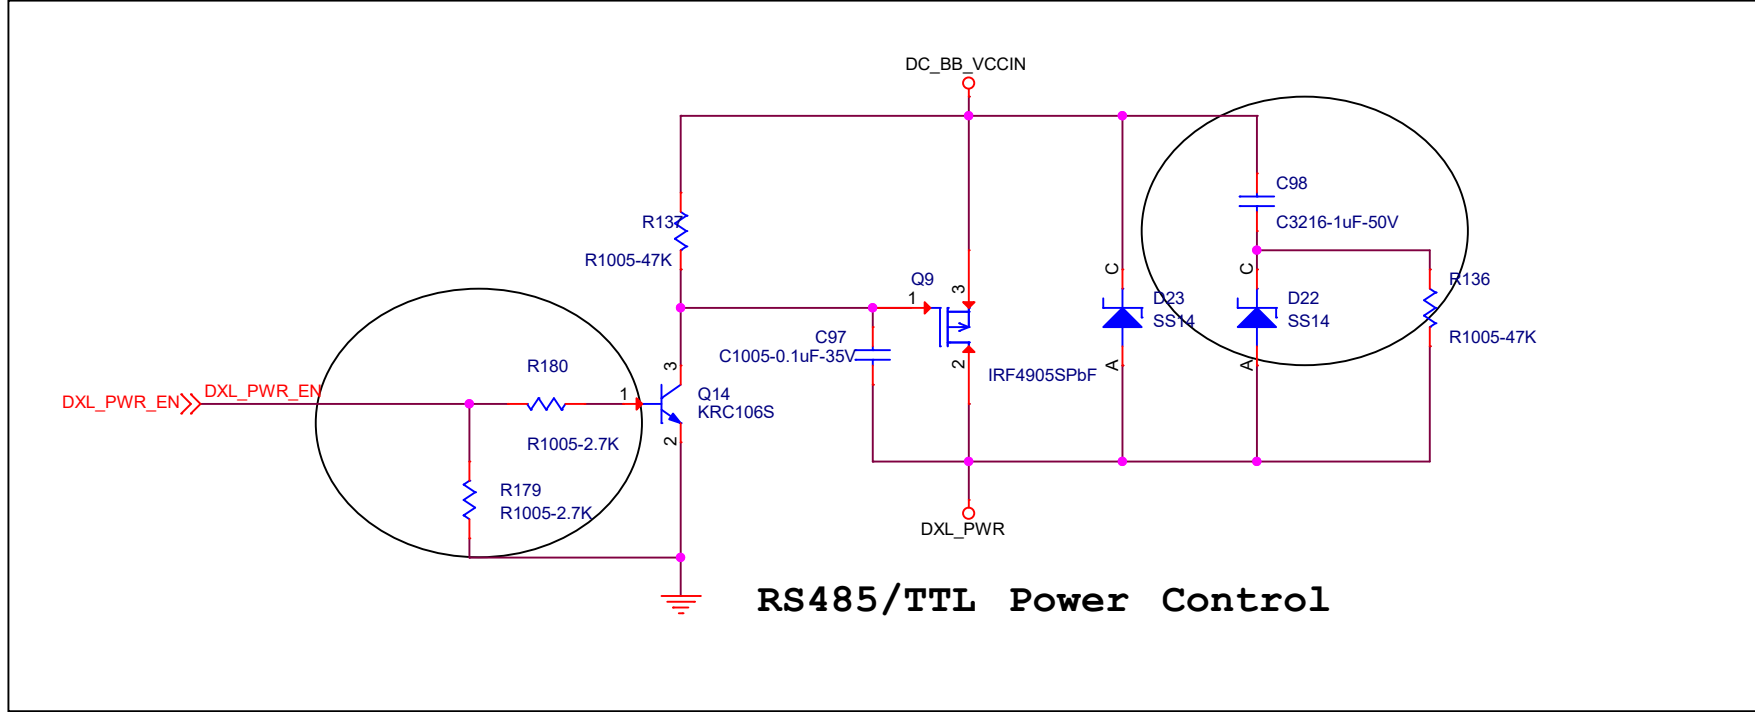 DC_BB_VCCIN
C98
C3216-1uF-50V
R137
R1005-47K
Q9
1
3
2
IRF4905SPbF
C
D23
SS14
A
C
D22
SS14
A
R136
R1005-47K
C97
C1005-0.1uF-35V
DXL_PWR_EN
DXL_PWR_EN
R180
R1005-2.7K
1
3
Q14
KRC106S
2
R179
R1005-2.7K
DXL_PWR
RS485/TTL Power Control